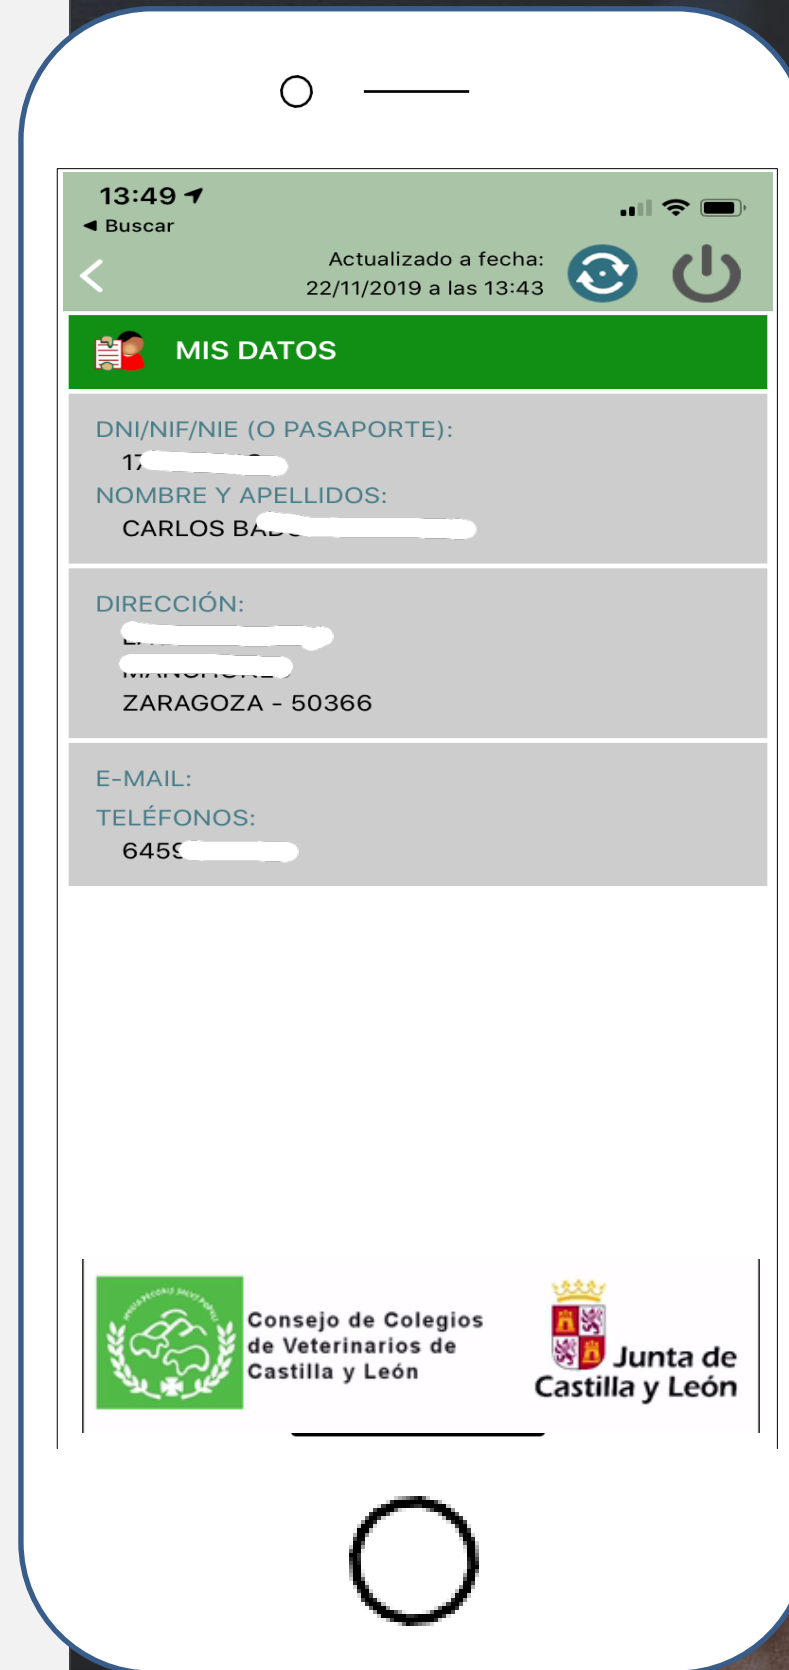 13:49
Buscar
Actualizado a fecha:
22/11/2019 a las 13:43
MIS DATOS
DNI/NIF/NIE (O PASAPORTE):
NOMBRE Y APELLIDOS:
CARLOS
DIRECCIÓN:
ZARAGOZA - 50366
E-MAIL:
TELÉFONOS:
Consejo de Colegios
de Veterinarios de
Castilla y León
Junta de
Castilla y León